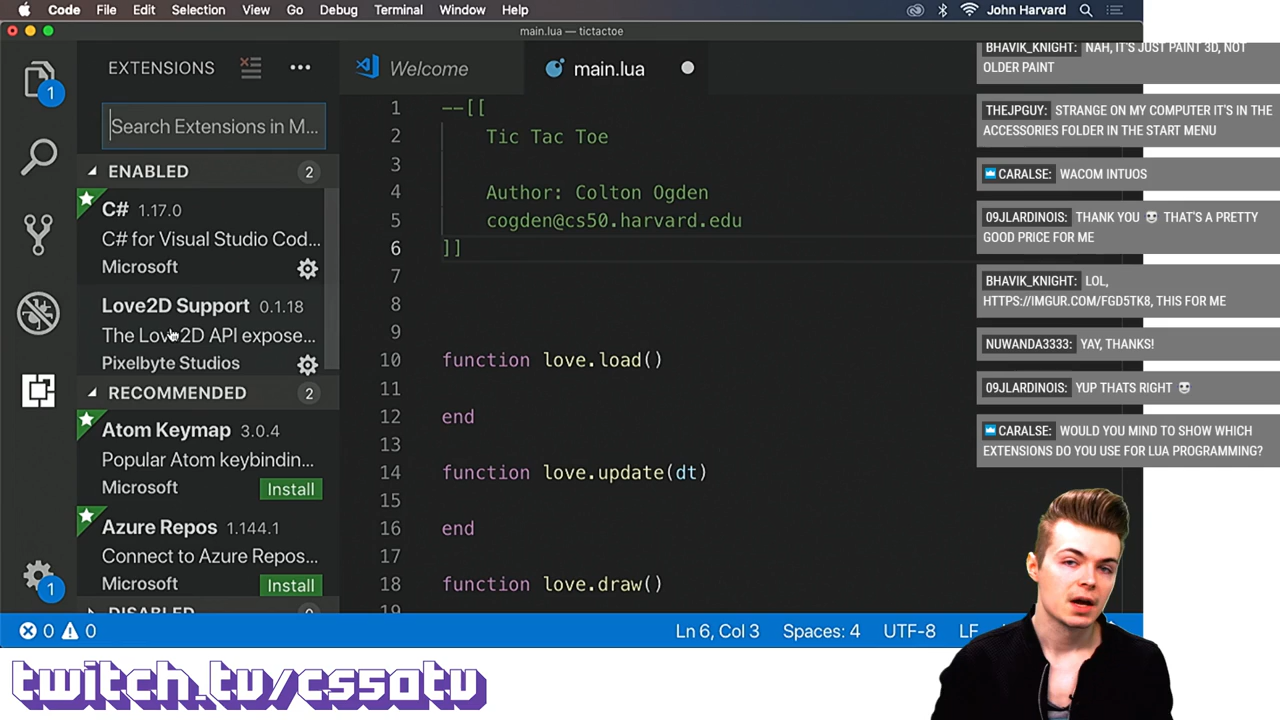 Code File Edit Selection View Go Debug Terminal Window Help John Harvard
main.lua — tictactoe
EXTENSIONS
Search Extensions in M...
ENABLED 2
C# 1.17.0
C# for Visual Studio Cod...
Microsoft
Love2D Support 0.1.18
The Love2D API expose...
Pixelbyte Studios
RECOMMENDED 2
Atom Keymap 3.0.4
Popular Atom keybindin...
Microsoft Install
Azure Repos 1.144.1
Connect to Azure Repos...
Microsoft Install
DISABLED
1
1
Welcome main.lua
1 --[[
2 Tic Tac Toe
3
4 Author: Colton Ogden
5 cogden@cs50.harvard.edu
6 ]]
7
8
9
10 function love.load()
11
12 end
13
14 function love.update(dt)
15
16 end
17
18 function love.draw()
19
0 0 Ln 6, Col 3 Spaces: 4 UTF-8 LF
BHAVIK_KNIGHT: NAH, IT'S JUST PAINT 3D, NOT
OLDER PAINT
THEJPGUY: STRANGE ON MY COMPUTER IT'S IN THE
ACCESSORIES FOLDER IN THE START MENU
CARALSE: WACOM INTUOS
09JLARDINOIS: THANK YOU THAT'S A PRETTY
GOOD PRICE FOR ME
BHAVIK_KNIGHT: LOL,
HTTPS://IMGUR.COM/FGD5TK8, THIS FOR ME
NUWANDA3333: YAY, THANKS!
09JLARDINOIS: YUP THATS RIGHT
CARALSE: WOULD YOU MIND TO SHOW WHICH
EXTENSIONS DO YOU USE FOR LUA PROGRAMMING?
twitch.tv/cs50tv